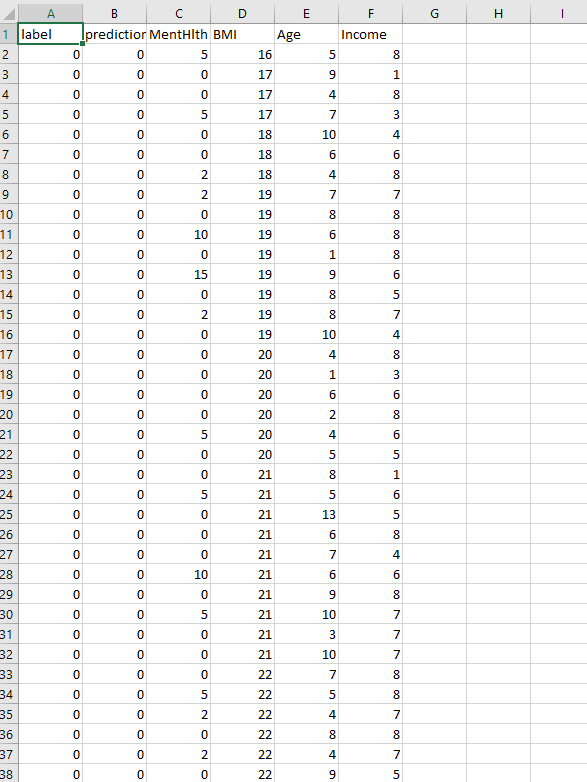 A B C D E F G H I
1 label prediction MentHlth BMI Age Income
2 0 0 5 16 5 8
3 0 0 0 17 9 1
4 0 0 0 17 4 8
5 0 0 5 17 7 3
6 0 0 0 18 10 4
7 0 0 0 18 6 6
8 0 0 2 18 4 8
9 0 0 2 19 7 7
10 0 0 0 19 8 8
11 0 0 10 19 6 8
12 0 0 0 19 1 8
13 0 0 15 19 9 6
14 0 0 0 19 8 5
15 0 0 2 19 8 7
16 0 0 0 19 10 4
17 0 0 0 20 4 8
18 0 0 0 20 1 3
19 0 0 0 20 6 6
20 0 0 0 20 2 8
21 0 0 5 20 4 6
22 0 0 0 20 5 5
23 0 0 0 21 8 1
24 0 0 5 21 5 6
25 0 0 0 21 13 5
26 0 0 0 21 6 8
27 0 0 0 21 7 4
28 0 0 10 21 6 6
29 0 0 0 21 9 8
30 0 0 5 21 10 7
31 0 0 0 21 3 7
32 0 0 0 21 10 7
33 0 0 0 22 7 8
34 0 0 5 22 5 8
35 0 0 2 22 4 7
36 0 0 0 22 8 8
37 0 0 2 22 4 7
38 0 0 0 22 9 5